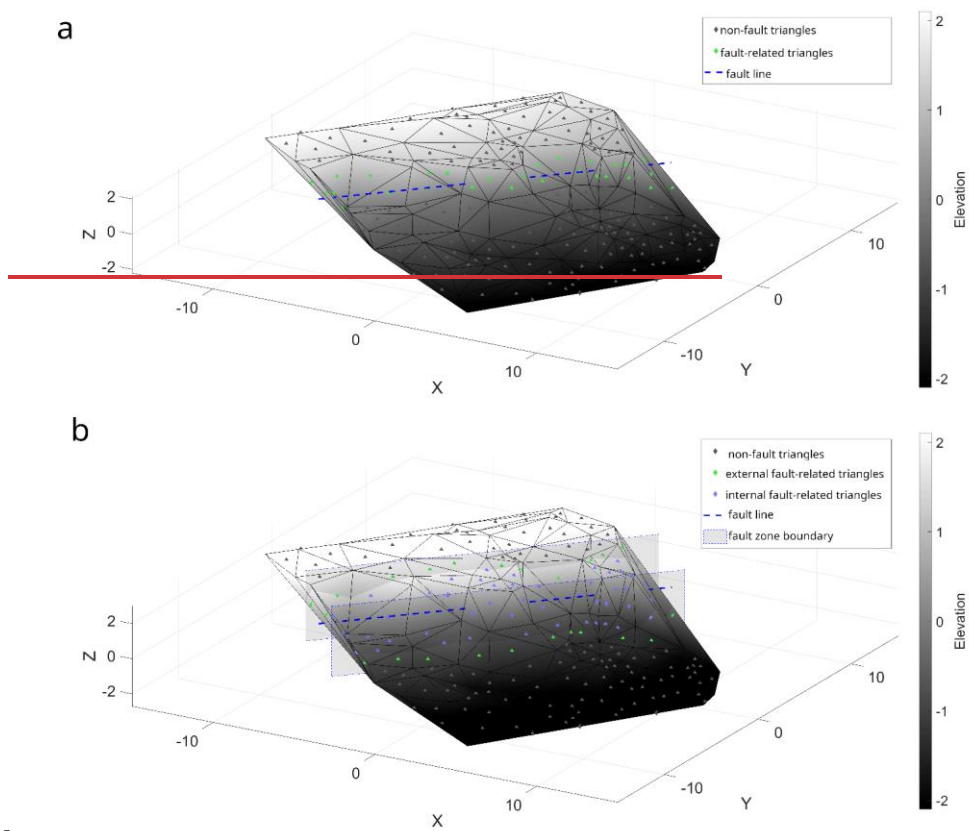 a
non-fault triangles
fault-related triangles
fault line
2
0
-2
Z
-10
0
10
X
-10
0
10
Y
2
1
0
-1
-2
Elevation
b
non-fault triangles
external fault-related triangles
internal fault-related triangles
fault line
fault zone boundary
2
0
-2
Z
-10
0
10
X
-10
0
10
Y
2
1
0
-1
-2
Elevation